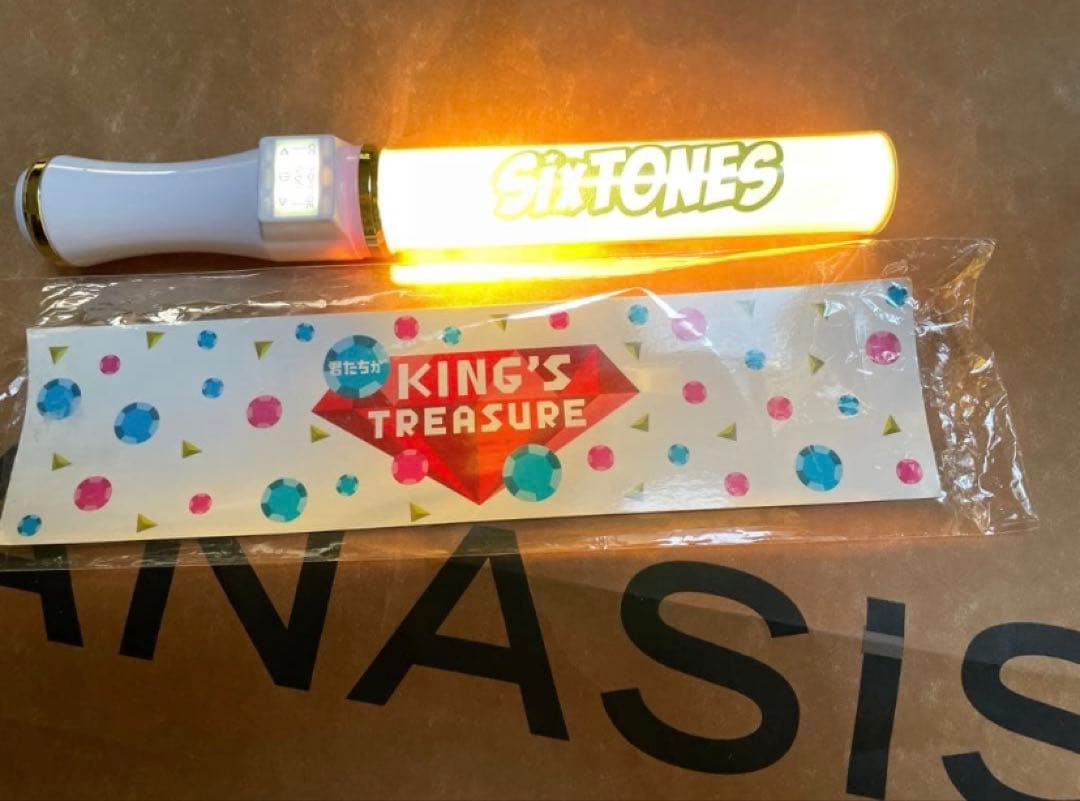 SixTONES
君たちが
KING'S
TREASURE
ANASIS